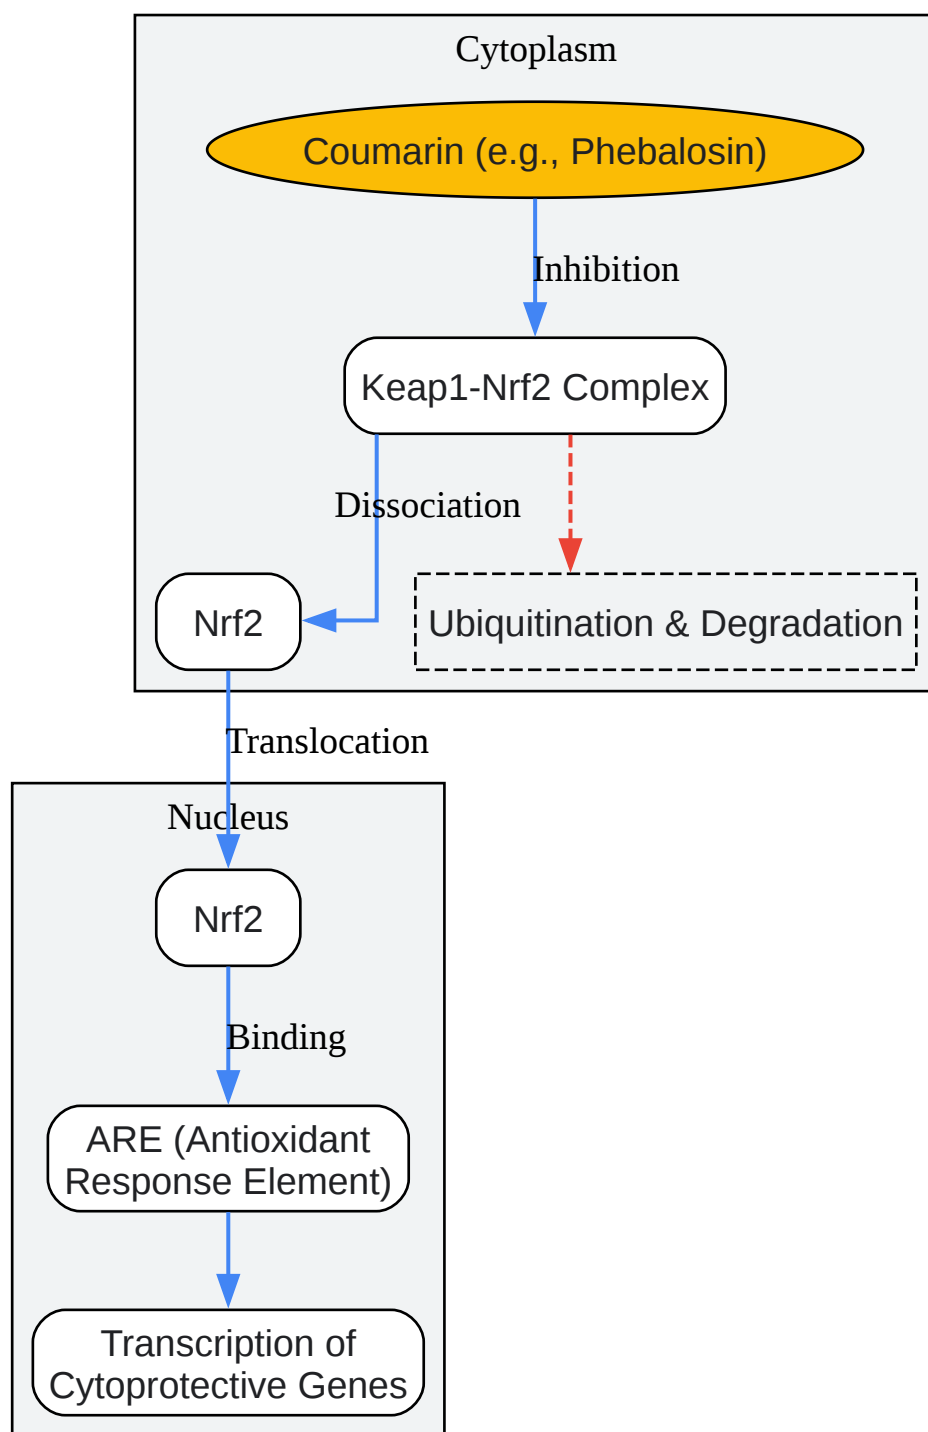 Cytoplasm
Coumarin (e.g., Phebalosin)
Inhibition
Keap1-Nrf2 Complex
Dissociation
Nrf2
Ubiquitination & Degradation
Translocation
Nucleus
Nrf2
Binding
ARE (Antioxidant
Response Element)
Transcription of
Cytoprotective Genes